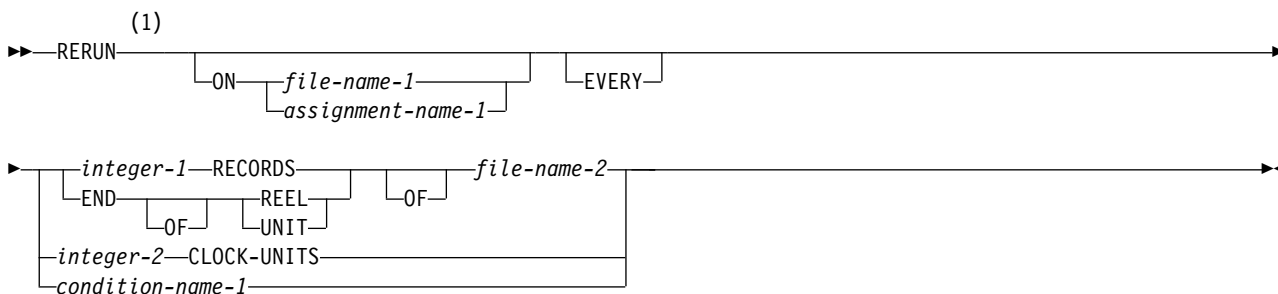 (1)
RERUN
ON file-name-1 EVERY
assignment-name-1
integer-1 RECORDS OF file-name-2
END OF REEL
UNIT
integer-2 CLOCK-UNITS
condition-name-1